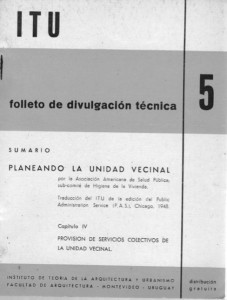 ITU
folleto de divulgación técnica
5
SUMARIO
PLANEANDO LA UNIDAD VECINAL
por la Asociación Americana de Salud Pública,
sub-comité de Higiene de la Vivienda.
Traducción del ITU de la edición del Public
Administration Service (P.A.S.), Chicago, 1948.
Capítulo IV
PROVISION DE SERVICIOS COLECTIVOS DE
LA UNIDAD VECINAL.
INSTITUTO DE TEORIA DE LA ARQUITECTURA Y URBANISMO
FACULTAD DE ARQUITECTURA - MONTEVIDEO - URUGUAY
distribución
gratuita